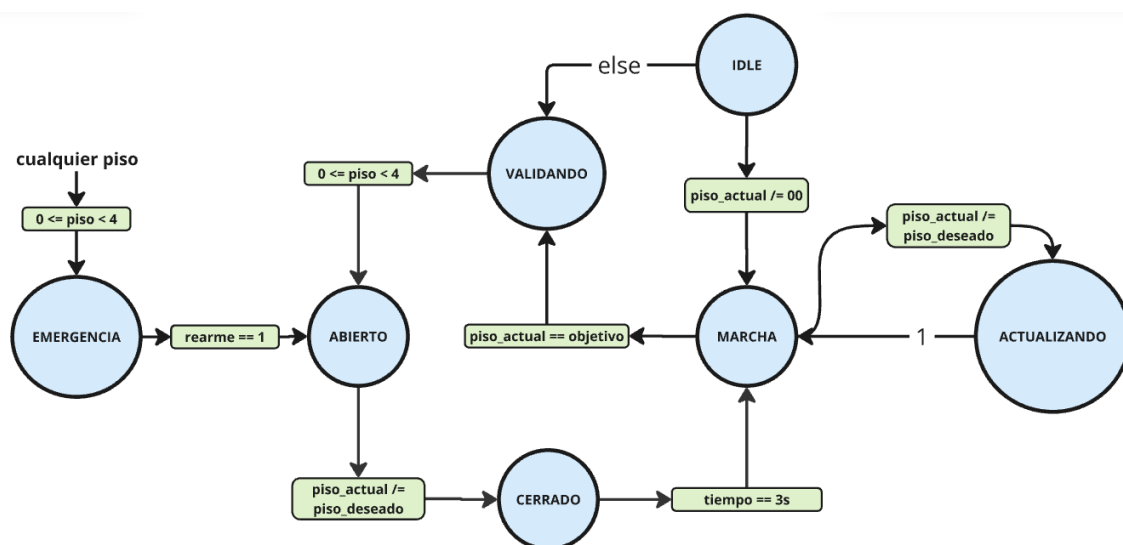 IDLE
else
cualquier piso
VALIDANDO
0 <= piso < 4
piso_actual /= 00
0 <= piso < 4
piso_actual /=
piso_deseado
EMERGENCIA
rearme == 1
ABIERTO
piso_actual == objetivo
MARCHA
1
ACTUALIZANDO
piso_actual /=
piso_deseado
CERRADO
tiempo == 3s